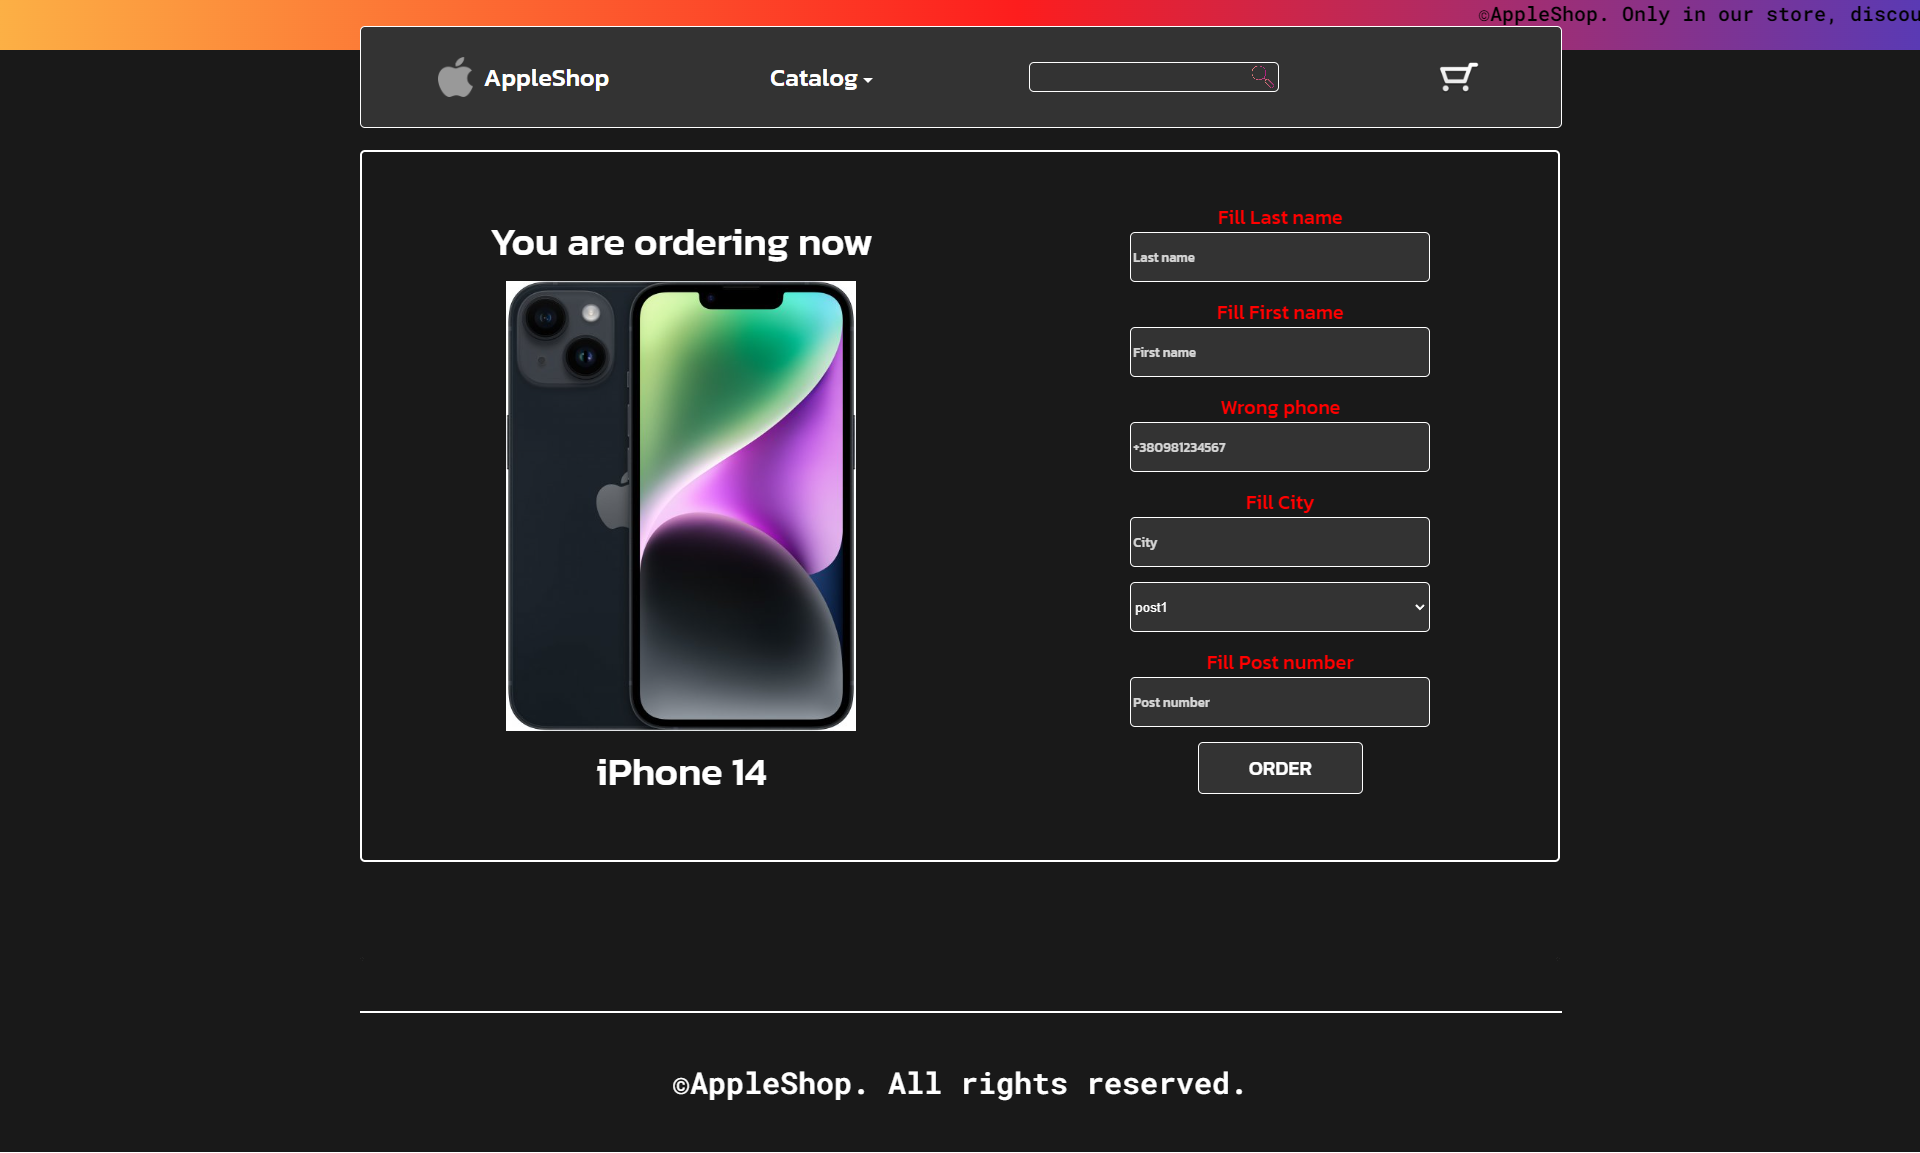 ©AppleShop. Only in our store, discou
AppleShop
Catalog
You are ordering now
iPhone 14
Fill Last name
Last name
Fill First name
First name
Wrong phone
+380981234567
Fill City
City
post1
Fill Post number
Post number
ORDER
©AppleShop. All rights reserved.